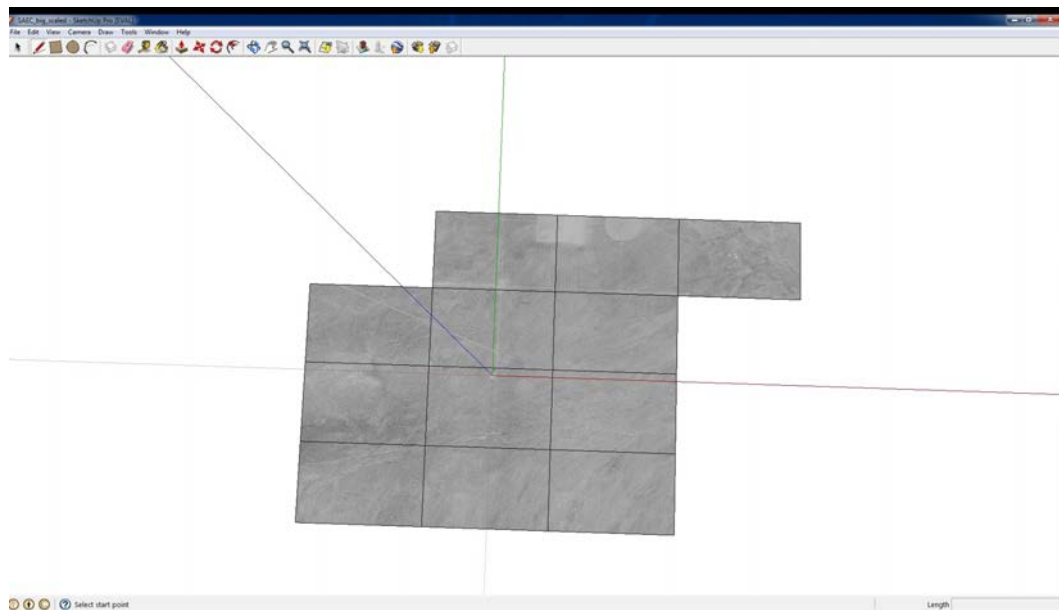 SAEC_big_scaled - SketchUp Pro [EVAL]
File Edit View Camera Draw Tools Window Help
Select start point
Length